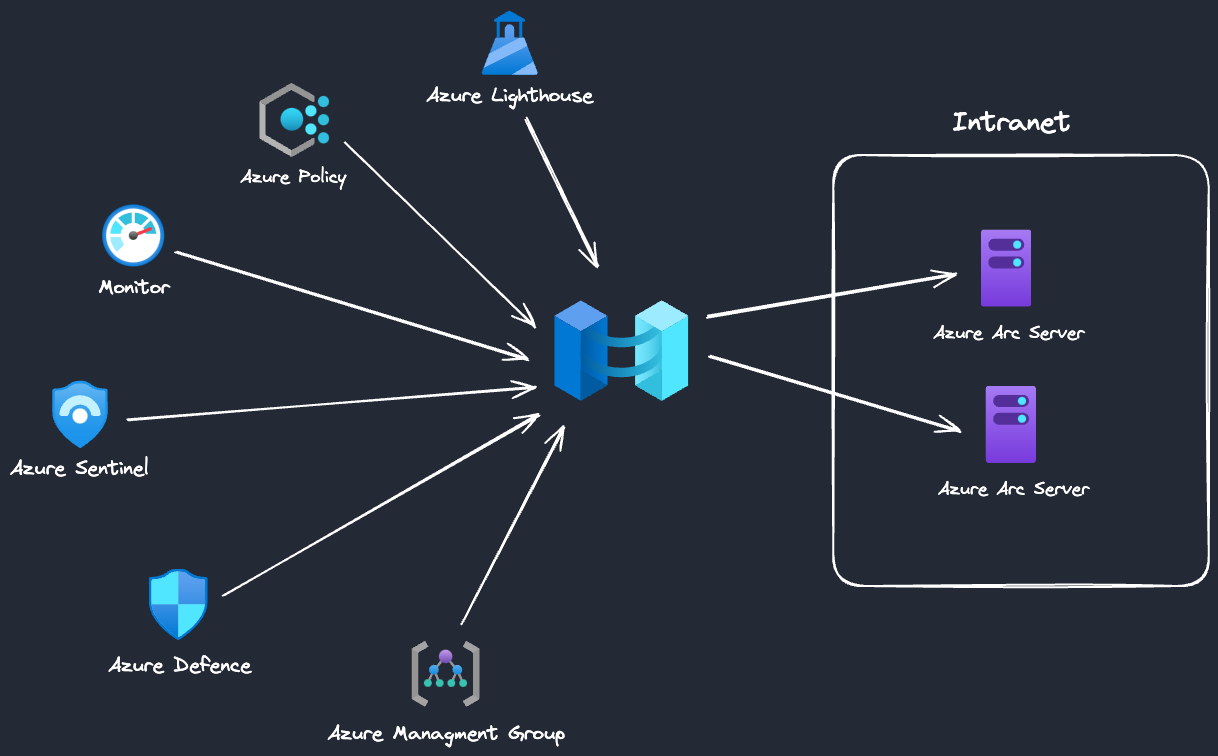 Azure Lighthouse
Intranet
Azure Policy
Monitor
Azure Arc Server
Azure Sentinel
Azure Arc Server
Azure Defence
Azure Managment Group